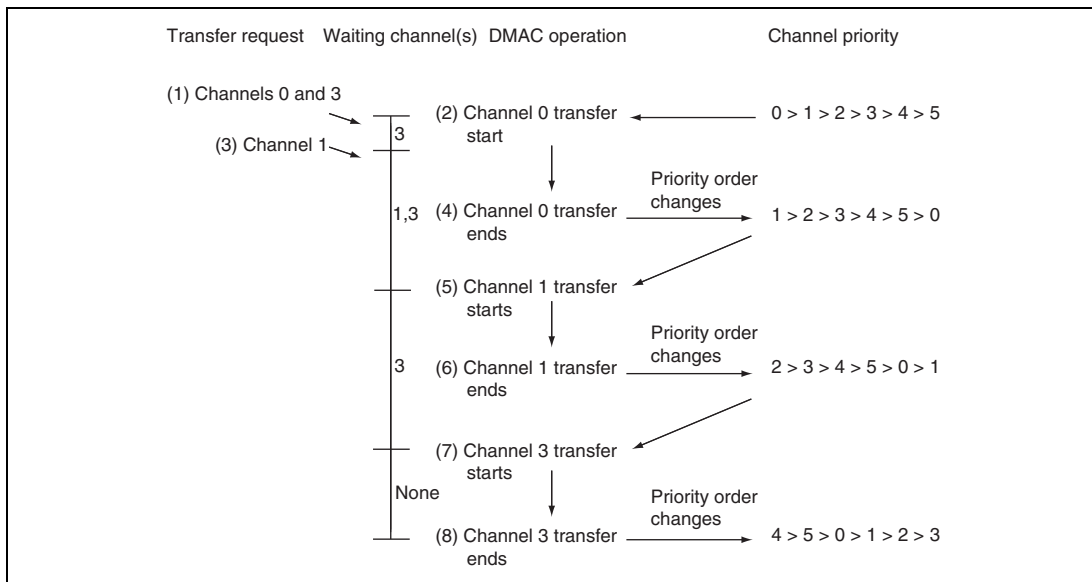 Transfer request Waiting channel(s) DMAC operation Channel priority
(1) Channels 0 and 3
(2) Channel 0 transfer
start
0 > 1 > 2 > 3 > 4 > 5
3
(3) Channel 1
Priority order
changes
1,3
(4) Channel 0 transfer
ends
1 > 2 > 3 > 4 > 5 > 0
(5) Channel 1 transfer
starts
Priority order
changes
3
(6) Channel 1 transfer
ends
2 > 3 > 4 > 5 > 0 > 1
(7) Channel 3 transfer
starts
None
Priority order
changes
(8) Channel 3 transfer
ends
4 > 5 > 0 > 1 > 2 > 3